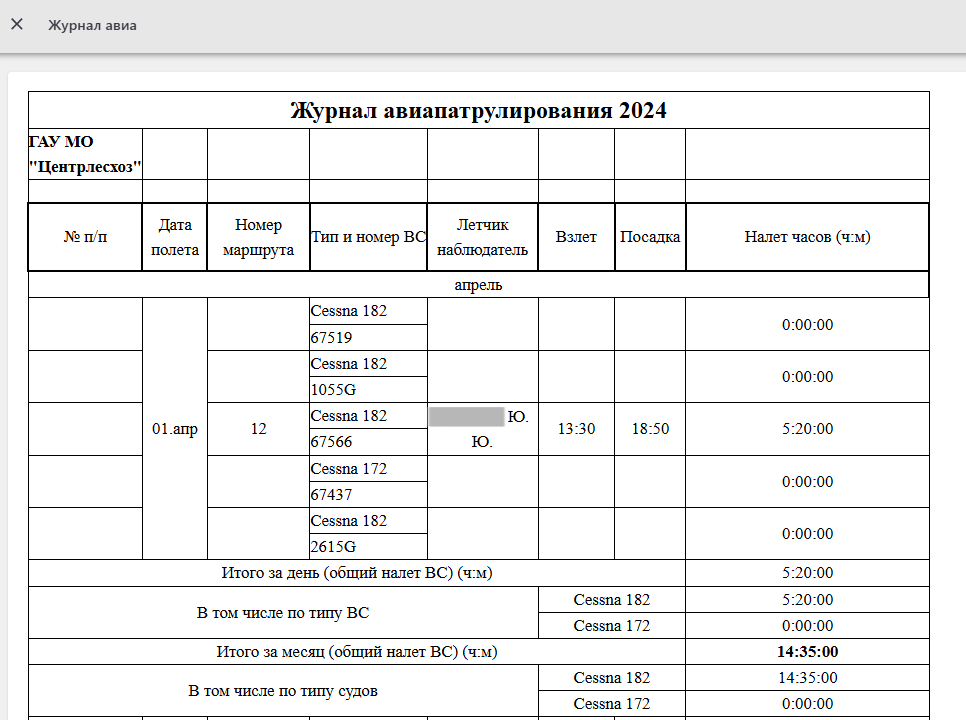 Журнал авиа
Журнал авиапатрулирования 2024
ГАУ МО
"Центрлесхоз"
№ п/п
Дата
полета
Номер
маршрута
Тип и номер ВС
Летчик
наблюдатель
Взлет
Посадка
Налет часов (ч:м)
апрель
01.апр
Cessna 182
67519
0:00:00
Cessna 182
1055G
0:00:00
12
Cessna 182
67566
Ю.
Ю.
13:30
18:50
5:20:00
Cessna 172
67437
0:00:00
Cessna 182
2615G
0:00:00
Итого за день (общий налет ВС) (ч:м)
5:20:00
В том числе по типу ВС
Cessna 182
5:20:00
Cessna 172
0:00:00
Итого за месяц (общий налет ВС) (ч:м)
14:35:00
В том числе по типу судов
Cessna 182
14:35:00
Cessna 172
0:00:00